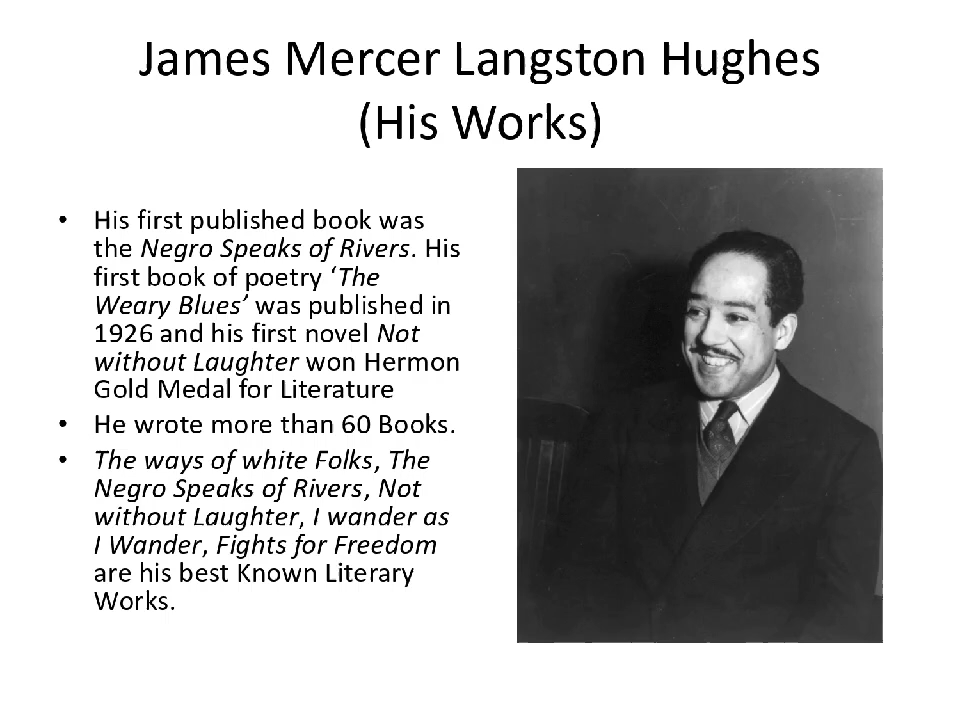 James Mercer Langston Hughes
(His Works)
• His first published book was
the Negro Speaks of Rivers. His
first book of poetry ‘The
Weary Blues’ was published in
1926 and his first novel Not
without Laughter won Hermon
Gold Medal for Literature
• He wrote more than 60 Books.
• The ways of white Folks, The
Negro Speaks of Rivers, Not
without Laughter, I wander as
I Wander, Fights for Freedom
are his best Known Literary
Works.